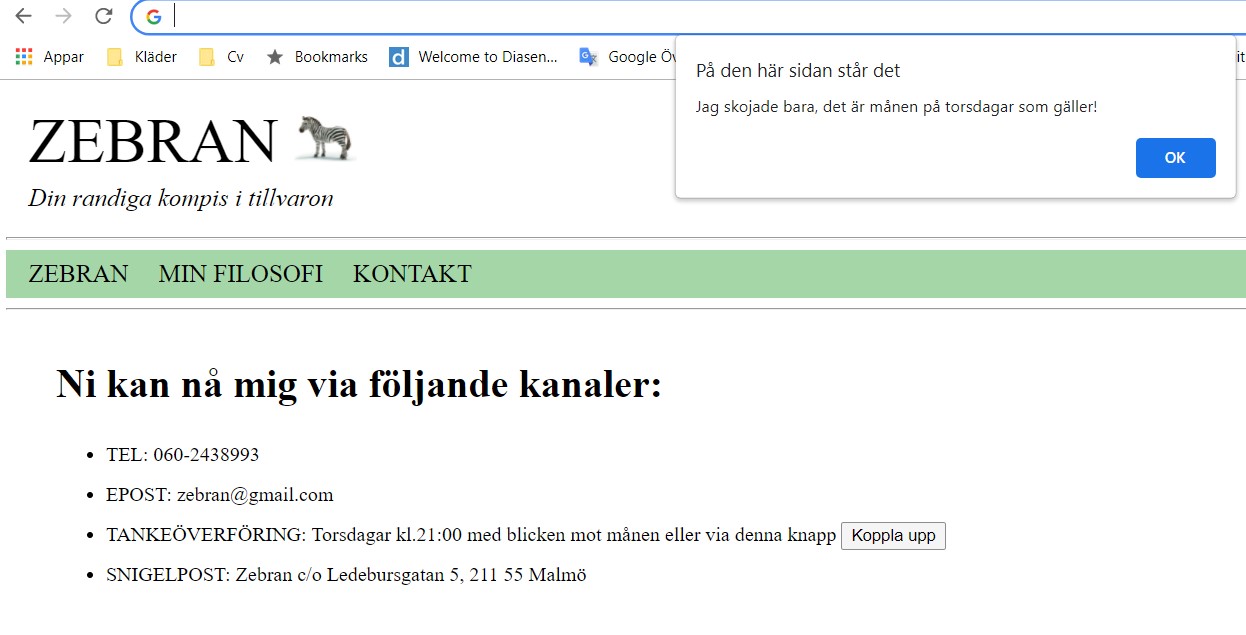 Appar Kläder Cv Bookmarks Welcome to Diasen... Google Öv
På den här sidan står det
Jag skojade bara, det är månen på torsdagar som gäller!
OK
ZEBRAN
Din randiga kompis i tillvaron
ZEBRAN MIN FILOSOFI KONTAKT
Ni kan nå mig via följande kanaler:
TEL: 060-2438993
EPOST: zebran@gmail.com
TANKEÖVERFÖRING: Torsdagar kl.21:00 med blicken mot månen eller via denna knapp Koppla upp
SNIGELPOST: Zebran c/o Ledebursgatan 5, 211 55 Malmö